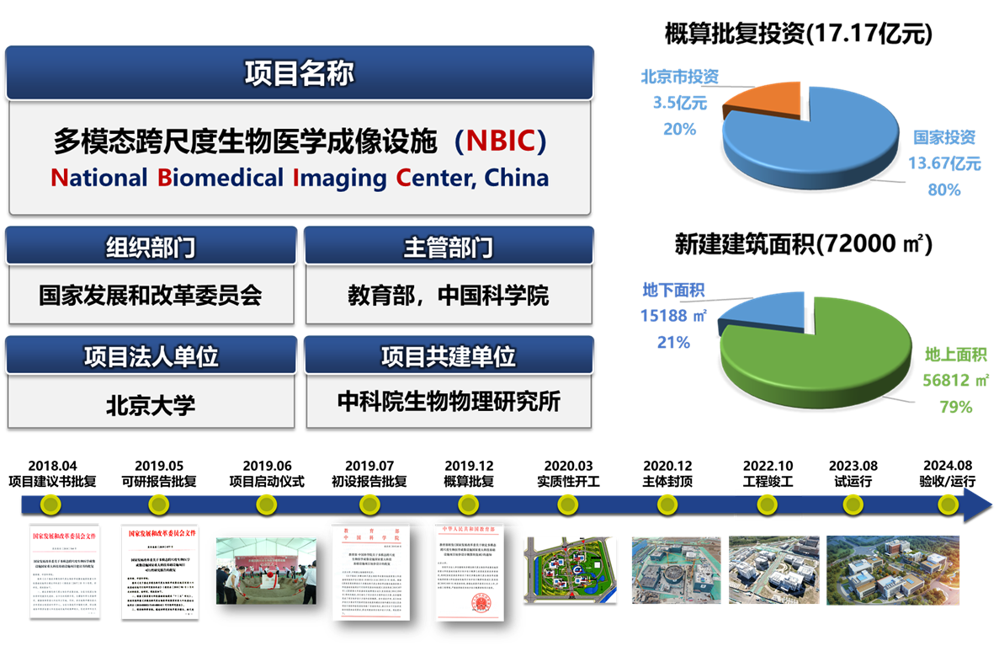 项目名称
多模态跨尺度生物医学成像设施（NBIC）
National Biomedical Imaging Center, China
组织部门
国家发展和改革委员会
主管部门
教育部，中国科学院
项目法人单位
北京大学
项目共建单位
中科院生物物理研究所
概算批复投资(17.17亿元)
北京市投资
3.5亿元
20%
国家投资
13.67亿元
80%
新建建筑面积(72000 ㎡)
地下面积
15188 ㎡
21%
地上面积
56812 ㎡
79%
2018.04
项目建议书批复
2019.05
可研报告批复
2019.06
项目启动仪式
2019.07
初设报告批复
2019.12
概算批复
2020.03
实质性开工
2020.12
主体封顶
2022.10
工程竣工
2023.08
试运行
2024.08
验收/运行
国家发展和改革委员会文件
国家发展和改革委员会文件
教育部
中国科学院
中华人民共和国教育部